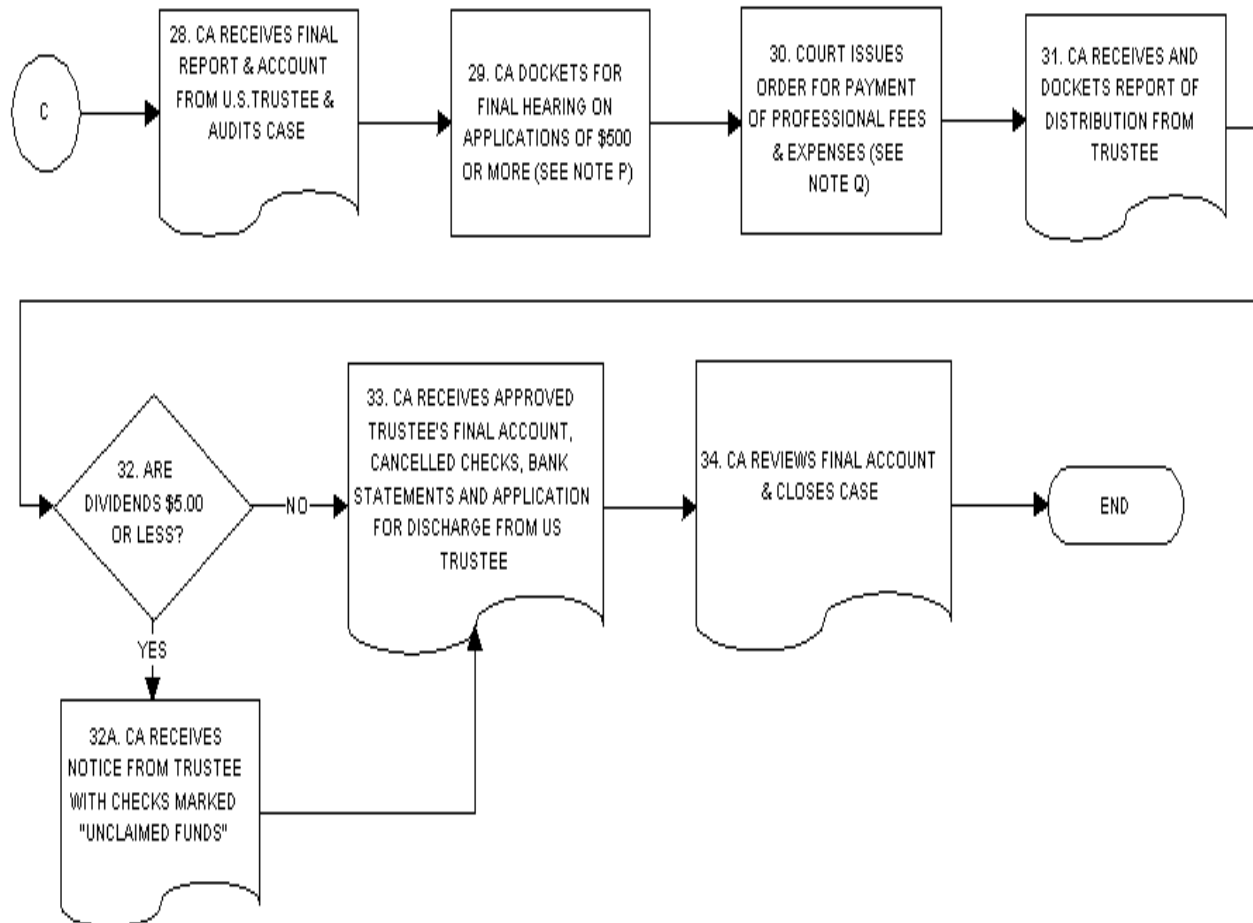 C
28. CA RECEIVES FINAL
REPORT & ACCOUNT
FROM U.S.TRUSTEE &
AUDITS CASE
29. CA DOCKETS FOR
FINAL HEARING ON
APPLICATIONS OF $500
OR MORE (SEE NOTE P)
30. COURT ISSUES
ORDER FOR PAYMENT
OF PROFESSIONAL FEES
& EXPENSES (SEE
NOTE Q)
31. CA RECEIVES AND
DOCKETS REPORT OF
DISTRIBUTION FROM
TRUSTEE
32. ARE
DIVIDENDS $5.00
OR LESS?
NO
YES
32A. CA RECEIVES
NOTICE FROM TRUSTEE
WITH CHECKS MARKED
"UNCLAIMED FUNDS"
33. CA RECEIVES APPROVED
TRUSTEE'S FINAL ACCOUNT,
CANCELLED CHECKS, BANK
STATEMENTS AND APPLICATION
FOR DISCHARGE FROM US
TRUSTEE
34. CA REVIEWS FINAL ACCOUNT
& CLOSES CASE
END